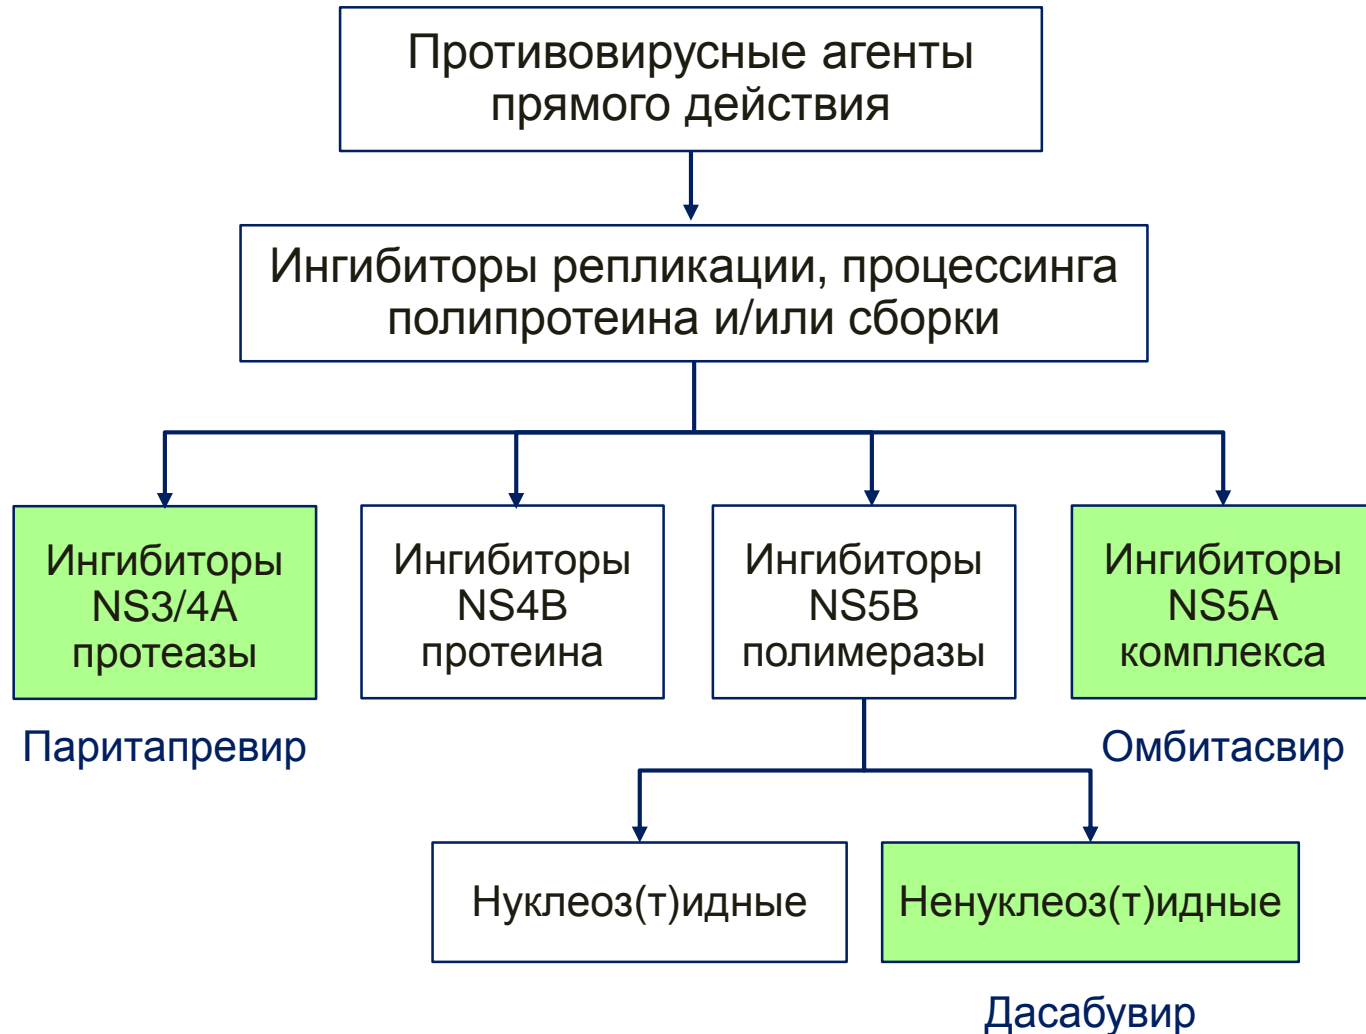 Противовирусные агенты
прямого действия
Ингибиторы репликации, процессинга
полипротеина и/или сборки
Ингибиторы
NS3/4A
протеазы
Ингибиторы
NS4B
протеина
Ингибиторы
NS5B
полимеразы
Ингибиторы
NS5A
комплекса
Паритапревир
Омбитасвир
Нуклеоз(т)идные
Ненуклеоз(т)идные
Дасабувир